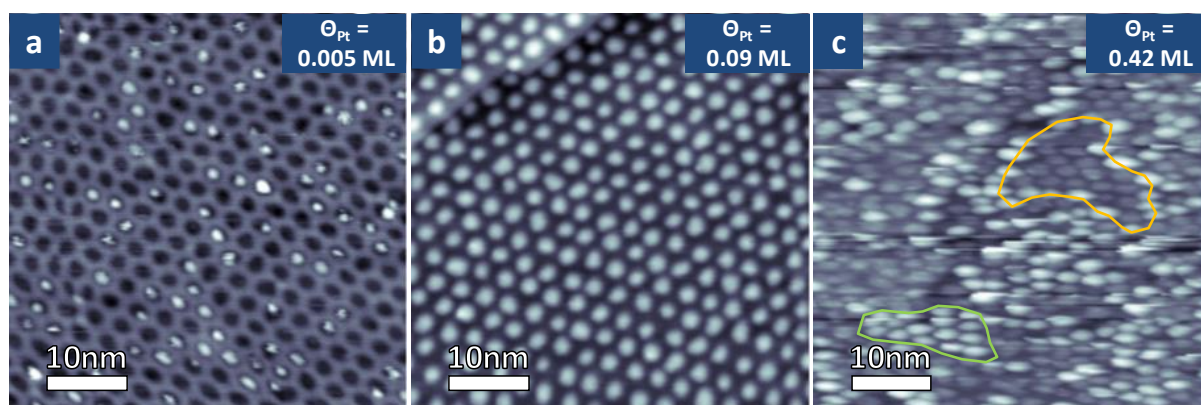 a
ΘPt =
0.005 ML
10nm
b
ΘPt =
0.09 ML
10nm
c
ΘPt =
0.42 ML
10nm